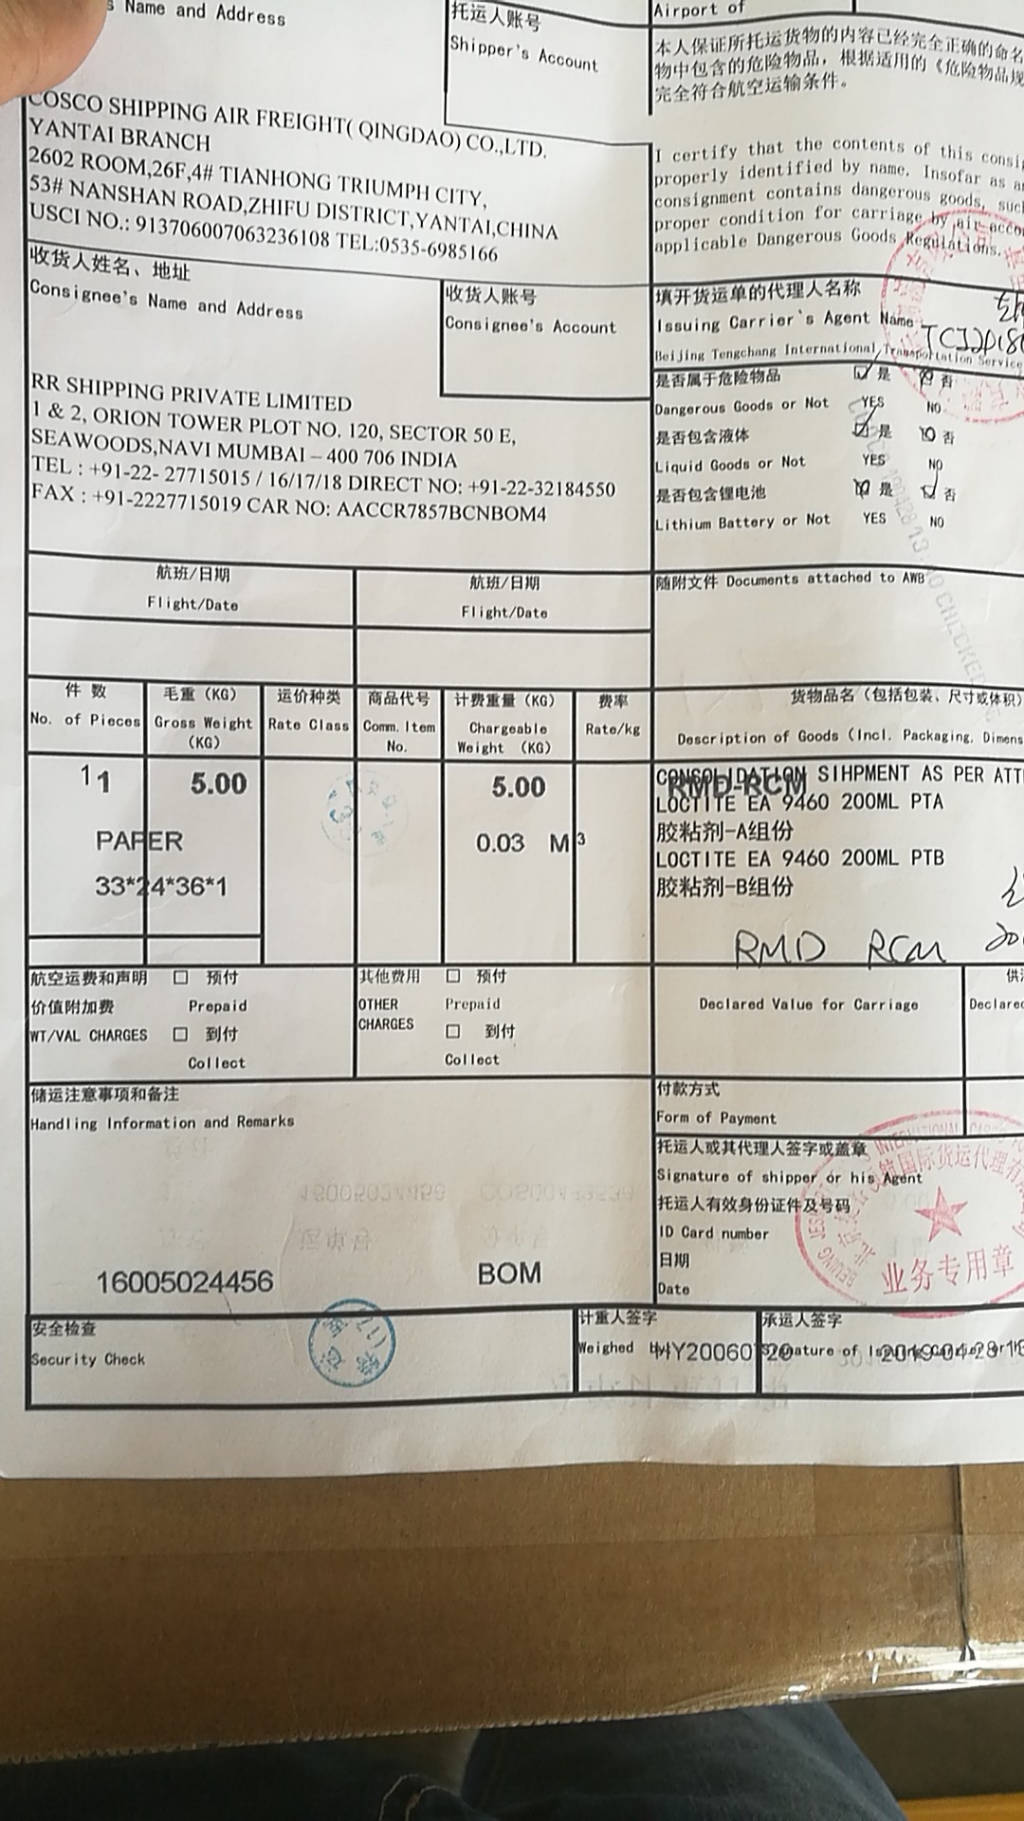 Name and Address
托运人账号
Shipper's Account
Airport of
本人保证所托运货物的内容已经完全正确的命名
物中包含的危险物品，根据适用的《危险物品规
完全符合航空运输条件。
COSCO SHIPPING AIR FREIGHT( QINGDAO) CO.,LTD.
YANTAI BRANCH
2602 ROOM,26F,4# TIANHONG TRIUMPH CITY,
53# NANSHAN ROAD,ZHIFU DISTRICT,YANTAI,CHINA
USCI NO.: 913706007063236108 TEL:0535-6985166
I certify that the contents of this
properly identified by name. Insofar as
consignment contains dangerous goods,
proper condition for carriage by air
applicable Dangerous Goods Regulations.
收货人姓名、地址
Consignee's Name and Address
收货人账号
Consignee's Account
填开货运单的代理人名称
Issuing Carrier's Agent Name
Beijing Tengchang International Transportation Service
RR SHIPPING PRIVATE LIMITED
1 & 2, ORION TOWER PLOT NO. 120, SECTOR 50 E,
SEAWOODS,NAVI MUMBAI – 400 706 INDIA
TEL : +91-22- 27715015 / 16/17/18 DIRECT NO: +91-22-32184550
FAX : +91-2227715019 CAR NO: AACCR7857BCNBOM4
是否属于危险物品 是 否
Dangerous Goods or Not YES NO
是否包含液体 是 否
Liquid Goods or Not YES NO
是否包含锂电池 是 否
Lithium Battery or Not YES NO
航班/日期
Flight/Date
航班/日期
Flight/Date
随附文件 Documents attached to AWB
CHECKED
件 数
No. of Pieces
毛重（KG）
Gross Weight
(KG)
运价种类
Rate Class
商品代号
Comm. Item
No.
计费重量（KG）
Chargeable
Weight （KG）
费率
Rate/kg
货物品名（包括包装、尺寸或体积）
Description of Goods (Incl. Packaging, Dimens
1 1 5.00 5.00
PAPER 0.03 M3
33*24*36*1
CONSOLIDATION SIHPMENT AS PER
RMD-RCM
LOCTITE EA 9460 200ML PTA
胶粘剂-A组份
LOCTITE EA 9460 200ML PTB
胶粘剂-B组份
RMD RCM
航空运费和声明 预付
价值附加费 Prepaid
WT/VAL CHARGES 到付
Collect
其他费用 预付
OTHER Prepaid
CHARGES 到付
Collect
Declared Value for Carriage
供
Declared
储运注意事项和备注
Handling Information and Remarks
付款方式
Form of Payment
托运人或其代理人签字或盖章
Signature of shipper or his Agent
托运人有效身份证件及号码
ID Card number
日期
Date
业务专用章
16005024456 BOM
安全检查
Security Check
计重人签字
Weighed
承运人签字
Signature of
2019-04-28